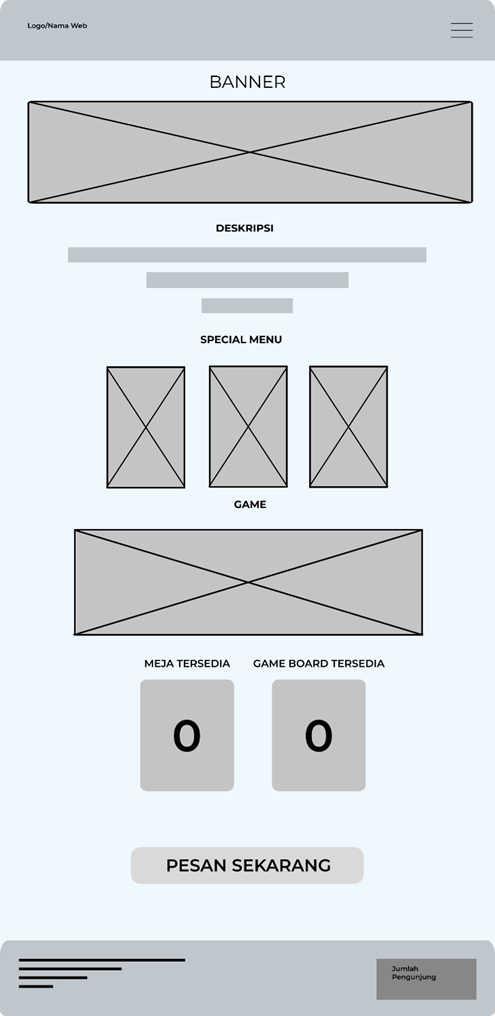 Logo/Nama Web
BANNER
DESKRIPSI
SPECIAL MENU
GAME
MEJA TERSEDIA
GAME BOARD TERSEDIA
0
0
PESAN SEKARANG
Jumlah
Pengunjung